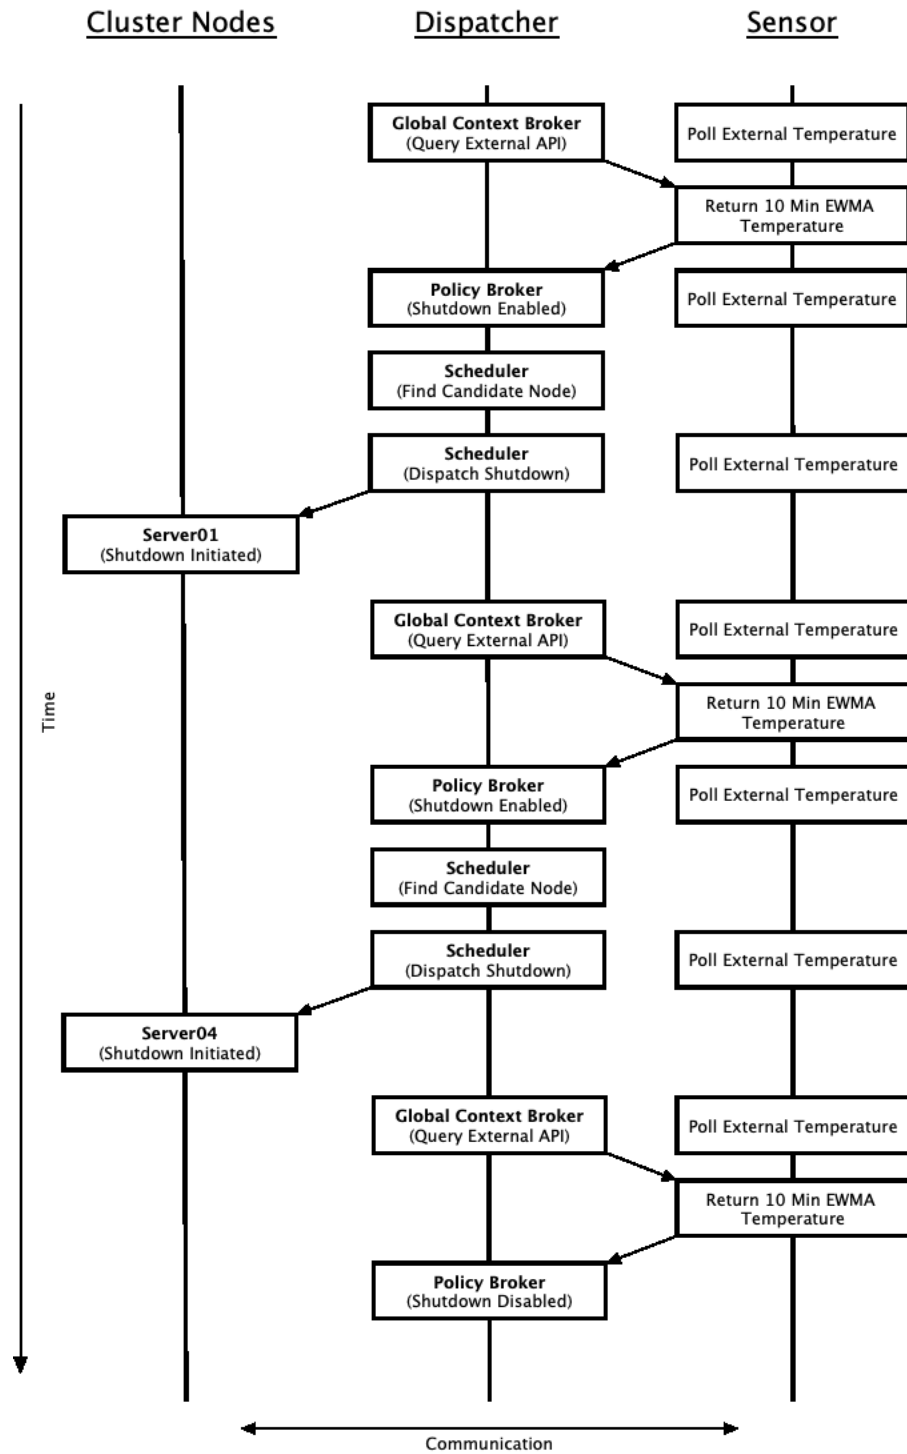 Cluster Nodes
Dispatcher
Sensor
Global Context Broker
(Query External API)
Poll External Temperature
Return 10 Min EWMA
Temperature
Policy Broker
(Shutdown Enabled)
Poll External Temperature
Scheduler
(Find Candidate Node)
Scheduler
(Dispatch Shutdown)
Poll External Temperature
Server01
(Shutdown Initiated)
Global Context Broker
(Query External API)
Poll External Temperature
Time
Return 10 Min EWMA
Temperature
Policy Broker
(Shutdown Enabled)
Poll External Temperature
Scheduler
(Find Candidate Node)
Scheduler
(Dispatch Shutdown)
Poll External Temperature
Server04
(Shutdown Initiated)
Global Context Broker
(Query External API)
Poll External Temperature
Return 10 Min EWMA
Temperature
Policy Broker
(Shutdown Disabled)
Communication